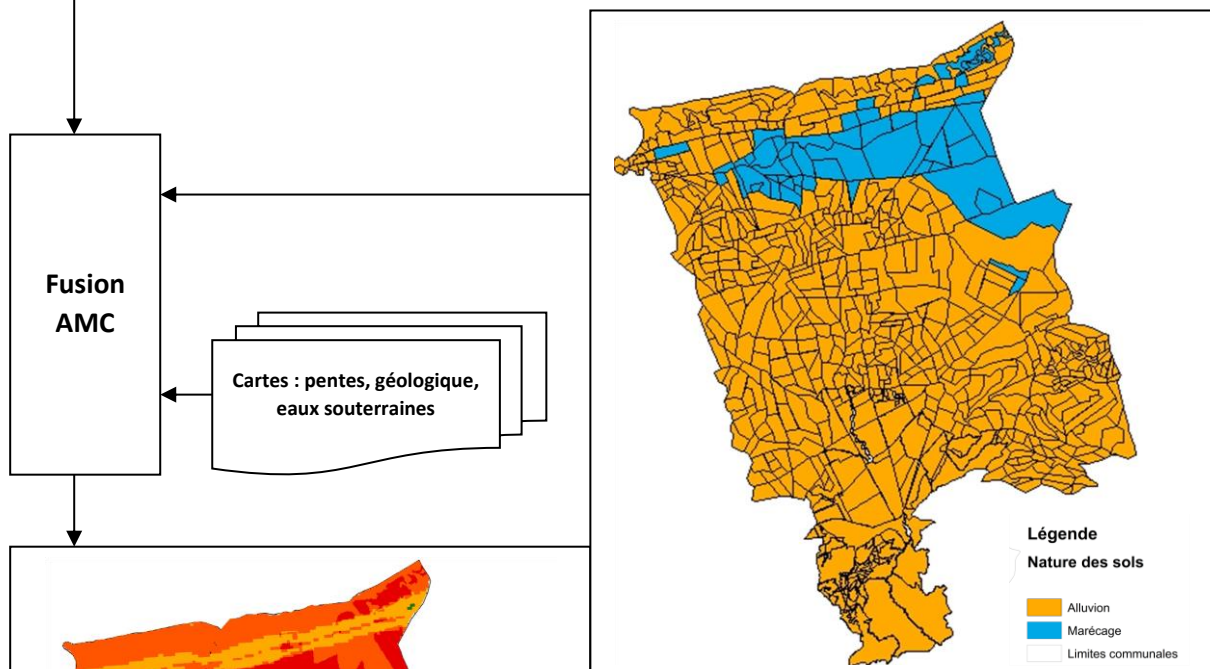 Fusion
AMC
Cartes : pentes, géologique,
eaux souterraines
Légende
Nature des sols
Alluvion
Marécage
Limites communales